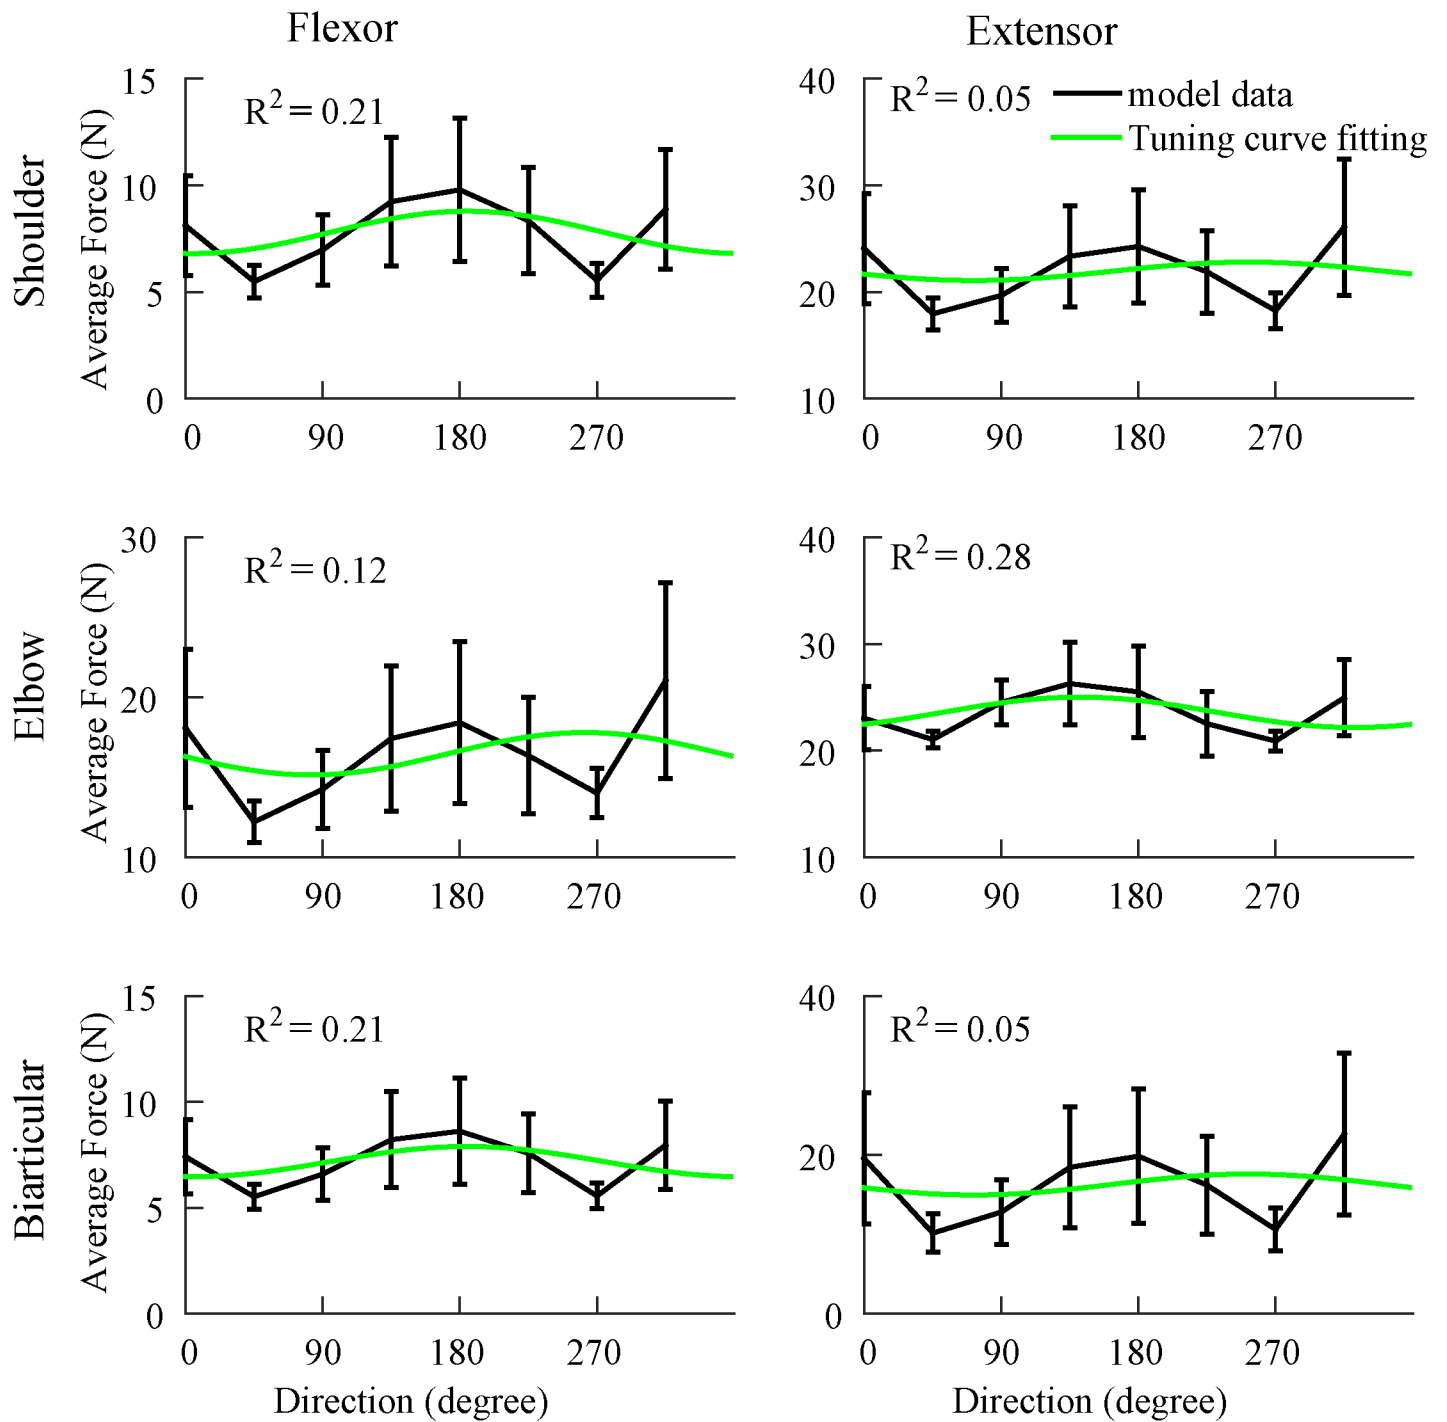 Flexor
Extensor
Shoulder
Average Force (N)
15
10
5
0
R² = 0.21
0 90 180 270
40
30
20
10
R² = 0.05
model data
Tuning curve fitting
0 90 180 270
Elbow
Average Force (N)
30
20
10
R² = 0.12
0 90 180 270
40
30
20
10
R² = 0.28
0 90 180 270
Biarticular
Average Force (N)
15
10
5
0
R² = 0.21
0 90 180 270
Direction (degree)
40
20
0
R² = 0.05
0 90 180 270
Direction (degree)